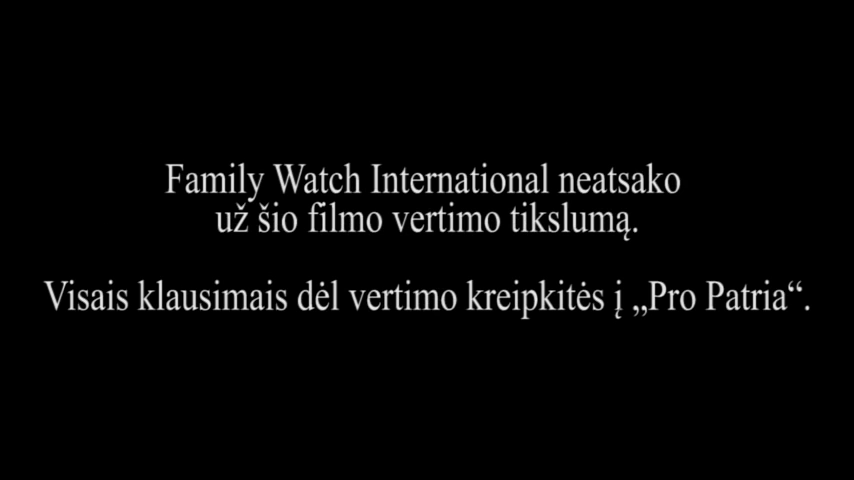 Family Watch International neatsako
už šio filmo vertimo tikslumą.
Visais klausimais dėl vertimo kreipkitės į „Pro Patria“.